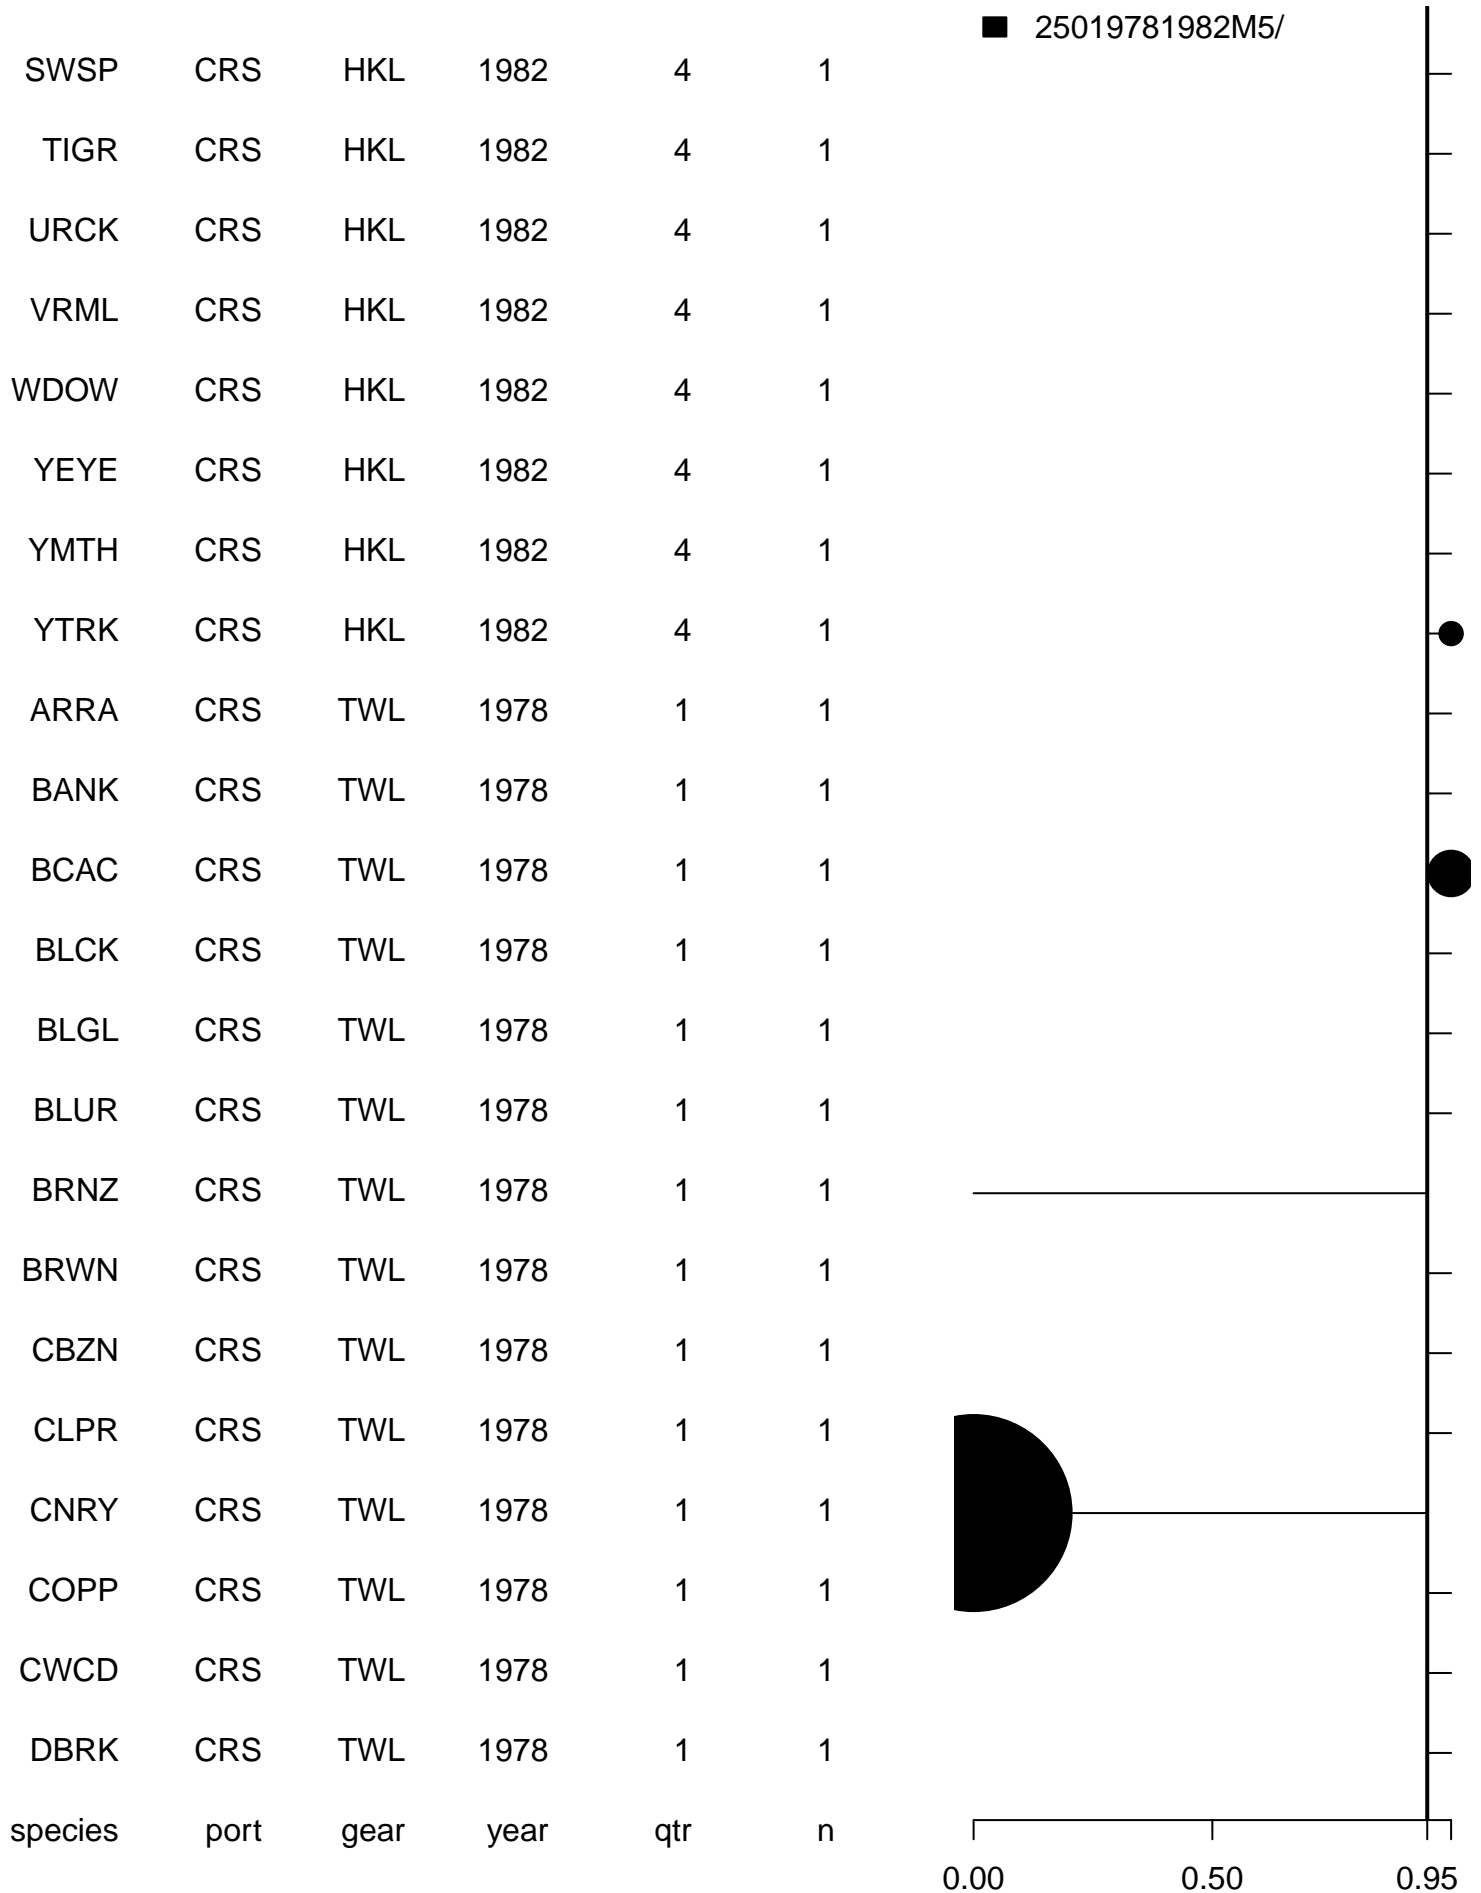 25019781982M5/
SWSP CRS HKL 1982 4 1
TIGR CRS HKL 1982 4 1
URCK CRS HKL 1982 4 1
VRML CRS HKL 1982 4 1
WDOW CRS HKL 1982 4 1
YEYE CRS HKL 1982 4 1
YMTH CRS HKL 1982 4 1
YTRK CRS HKL 1982 4 1
ARRA CRS TWL 1978 1 1
BANK CRS TWL 1978 1 1
BCAC CRS TWL 1978 1 1
BLCK CRS TWL 1978 1 1
BLGL CRS TWL 1978 1 1
BLUR CRS TWL 1978 1 1
BRNZ CRS TWL 1978 1 1
BRWN CRS TWL 1978 1 1
CBZN CRS TWL 1978 1 1
CLPR CRS TWL 1978 1 1
CNRY CRS TWL 1978 1 1
COPP CRS TWL 1978 1 1
CWCD CRS TWL 1978 1 1
DBRK CRS TWL 1978 1 1
species port gear year qtr n
0.00 0.50 0.95